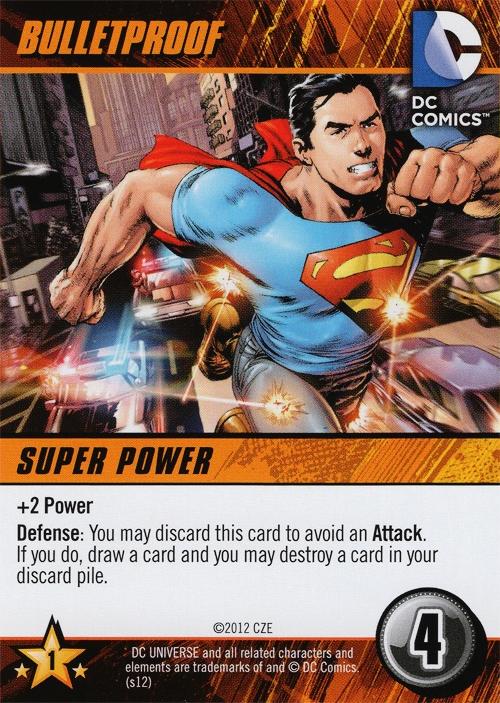 BULLETPROOF
DC COMICS™
SUPER POWER
+2 Power
Defense: You may discard this card to avoid an Attack.
If you do, draw a card and you may destroy a card in your
discard pile.
©2012 CZE
1
DC UNIVERSE and all related characters and
elements are trademarks of and © DC Comics.
(s12)
4